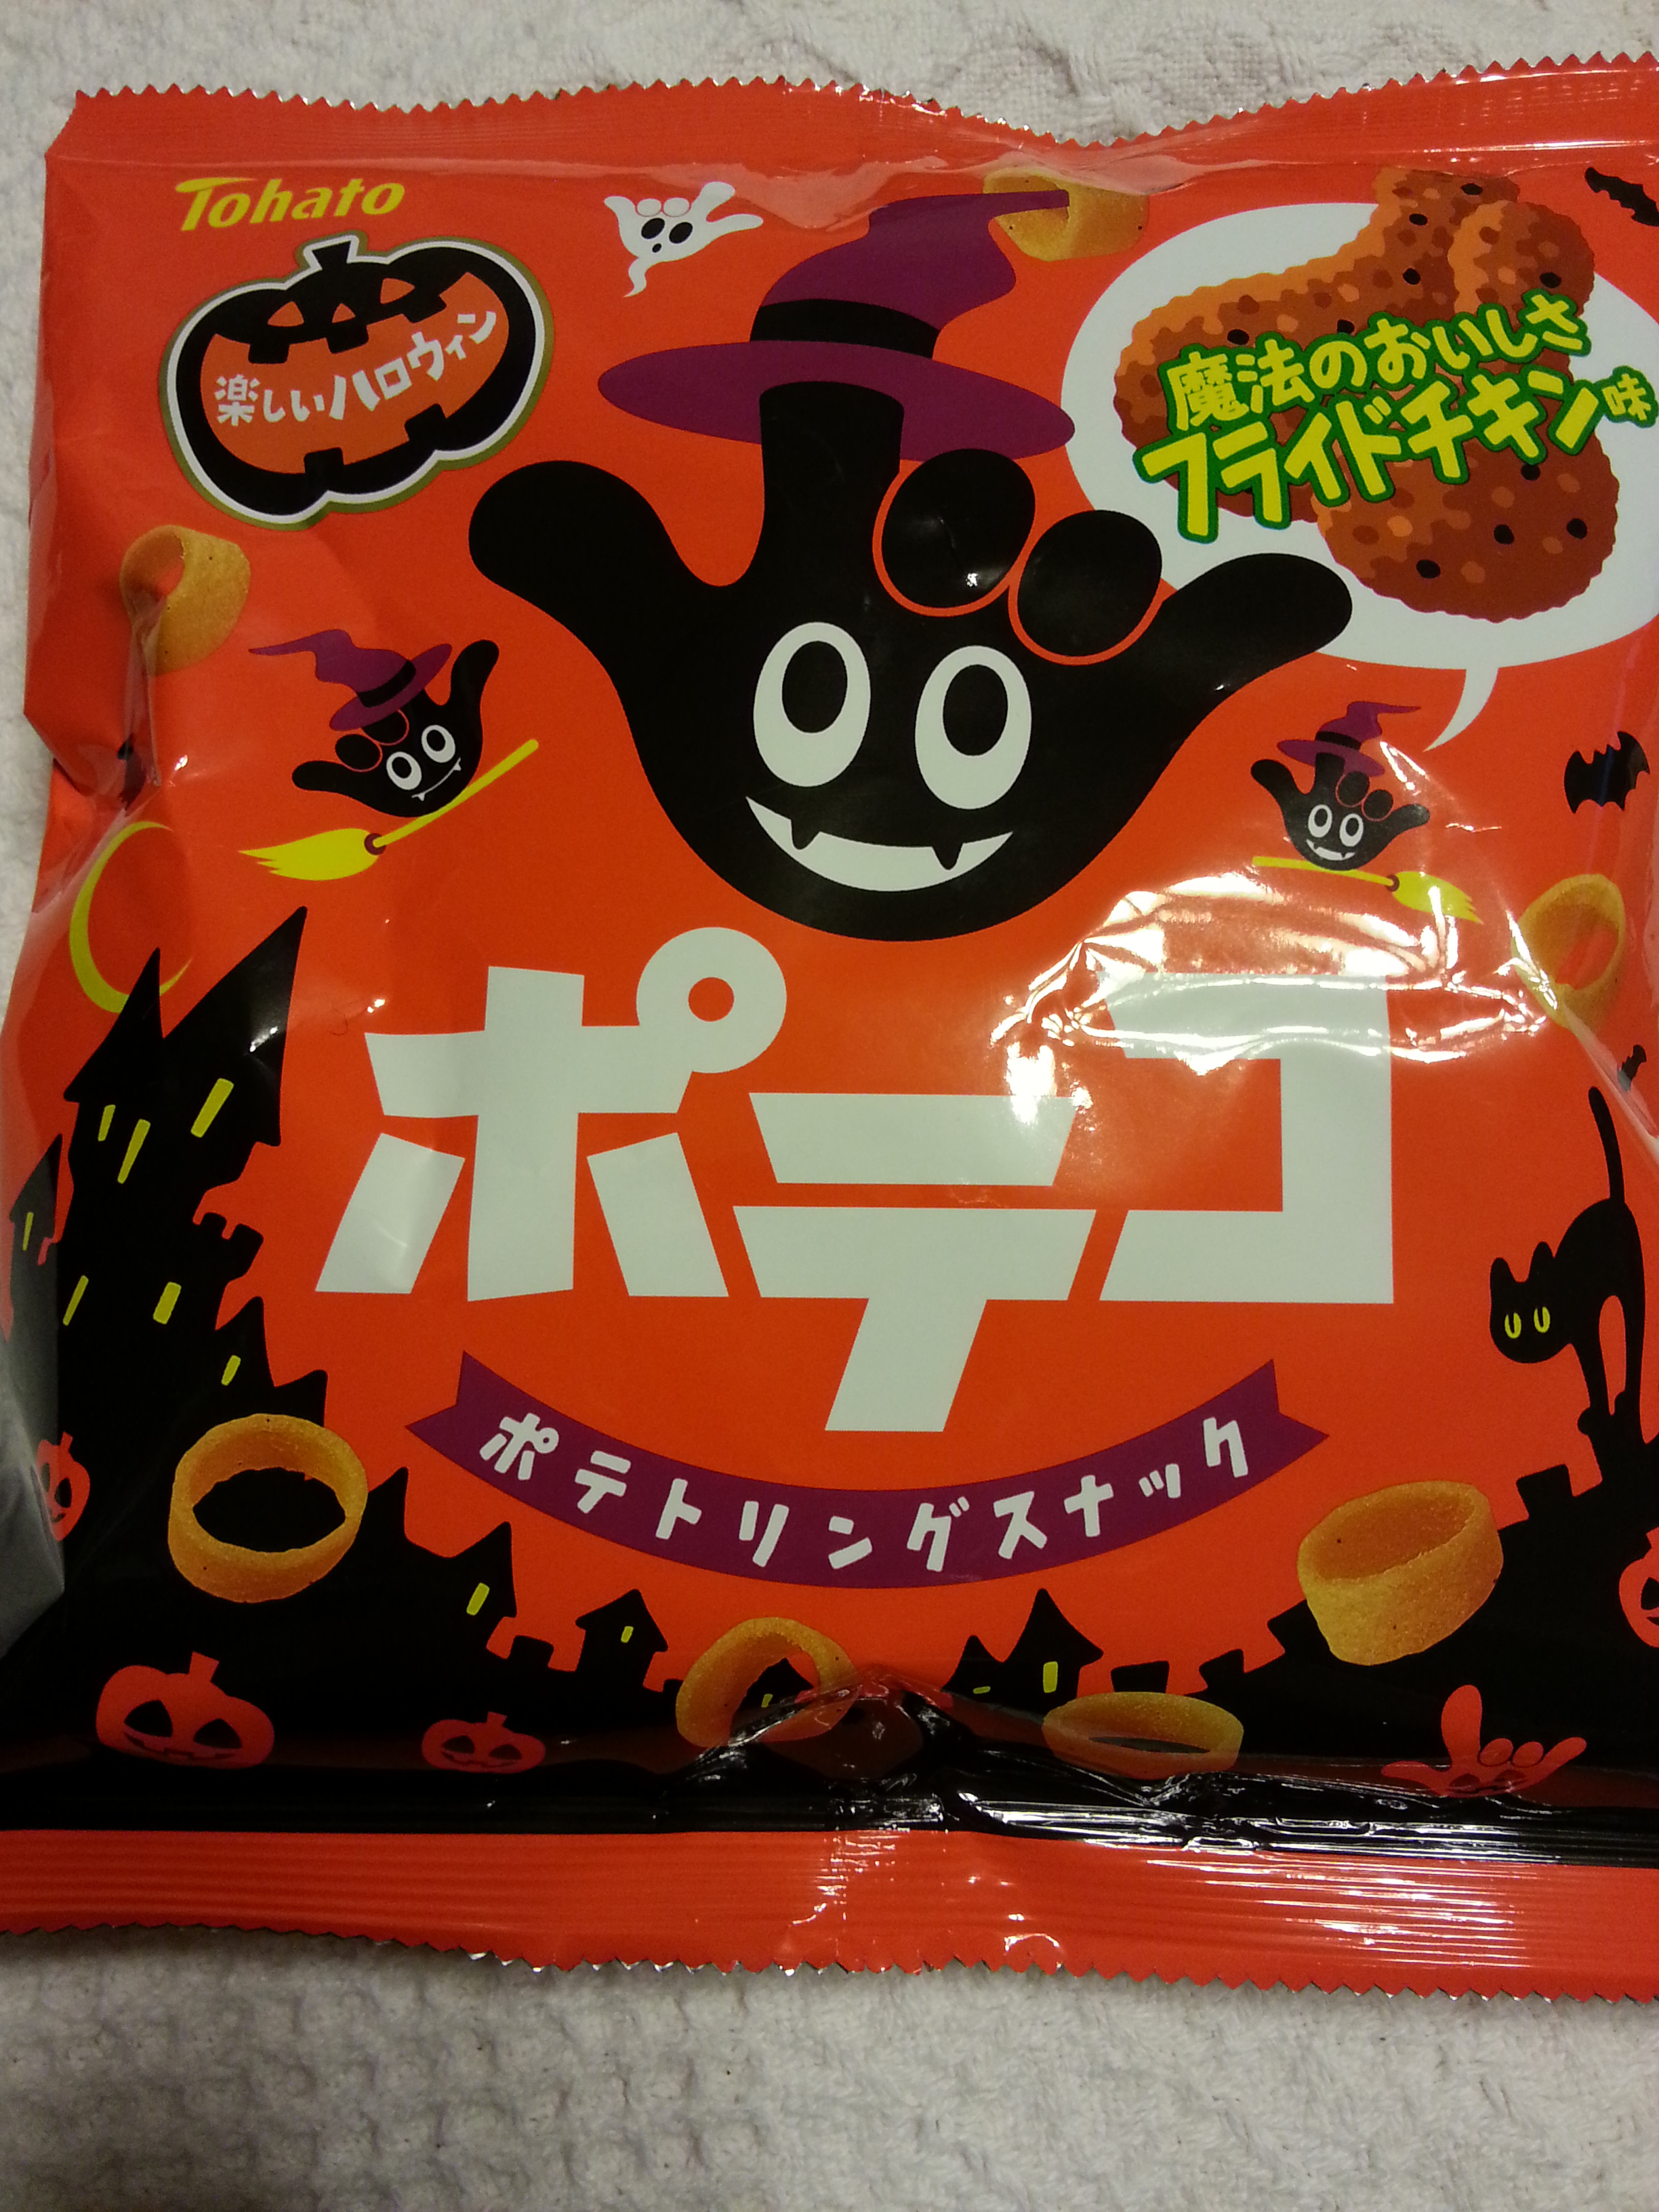 Tohato
楽しいハロウィン
魔法のおいしさ
フライドチキン味
ポテコ
ポテトリングスナック